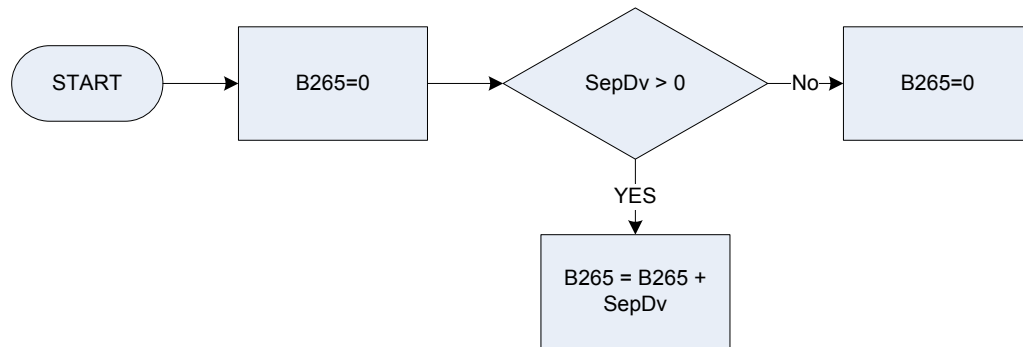 START
B265=0
SepDv > 0
No
B265=0
YES
B265 = B265 +
SepDv